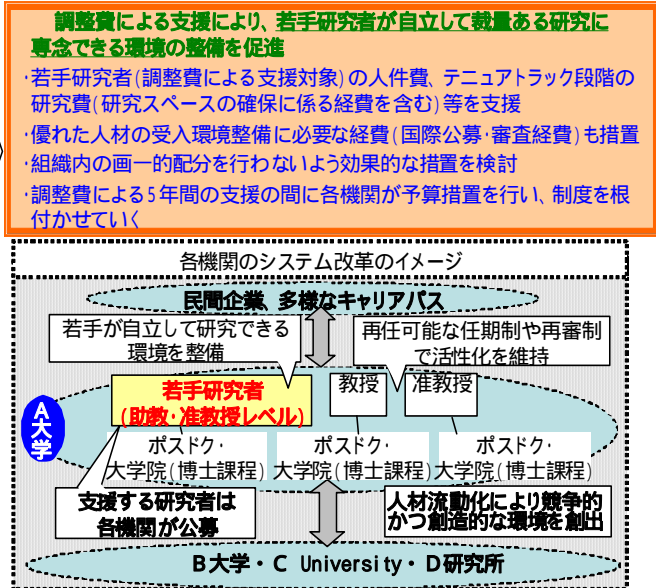 調整費による支援により、若手研究者が自立して裁量ある研究に
専念できる環境の整備を促進
・若手研究者(調整費による支援対象)の人件費、テニュアトラック段階の
研究費(研究スペースの確保に係る経費を含む)等を支援
・優れた人材の受入環境整備に必要な経費(国際公募・審査経費)も措置
・組織内の画一的配分を行わないよう効果的な措置を検討
・調整費による5年間の支援の間に各機関が予算措置を行い、制度を根
付かせていく
各機関のシステム改革のイメージ
民間企業、多様なキャリアパス
若手が自立して研究できる
環境を整備
再任可能な任期制や再審制
で活性化を維持
若手研究者
(助教・准教授レベル)
教授
准教授
A大学
ポスドク・
大学院(博士課程)
ポスドク・
大学院(博士課程)
ポスドク・
大学院(博士課程)
支援する研究者は
各機関が公募
人材流動化により競争的
かつ創造的な環境を創出
B大学・C University・D研究所